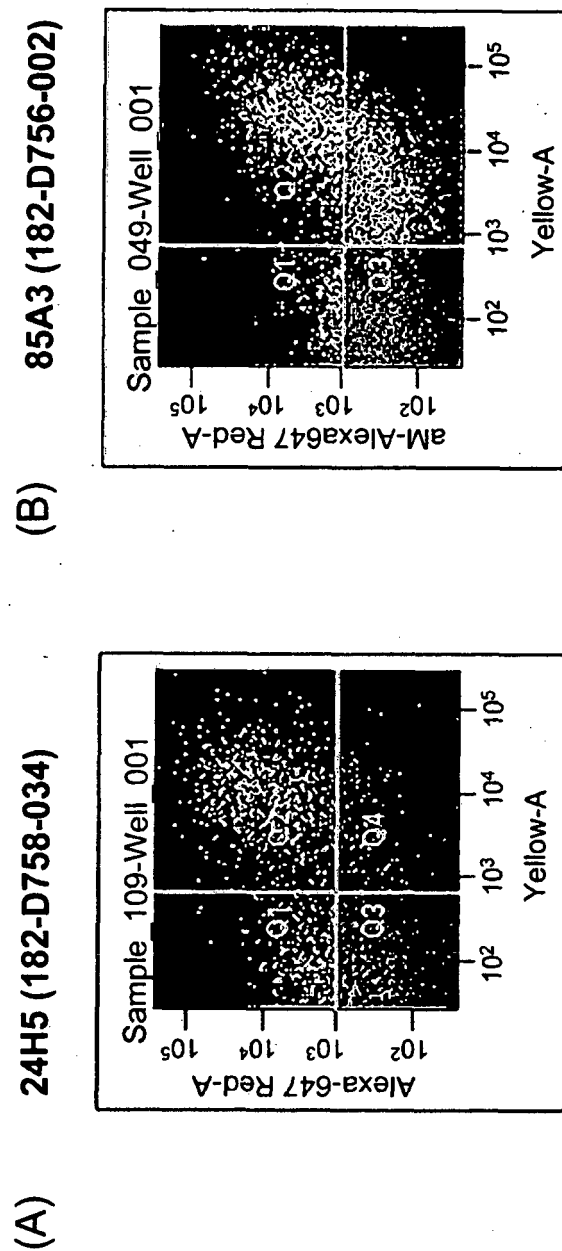 (A)
24H5 (182-D758-034)
Sample 109-Well 001
Alexa-647 Red-A
10⁵
10⁴
10³
10²
Q1
Q2
Q3
Q4
10² 10³ 10⁴ 10⁵
Yellow-A
(B)
85A3 (182-D756-002)
Sample 049-Well 001
aM-Alexa647 Red-A
10⁵
10⁴
10³
10²
Q1
Q2
Q3
10² 10³ 10⁴ 10⁵
Yellow-A